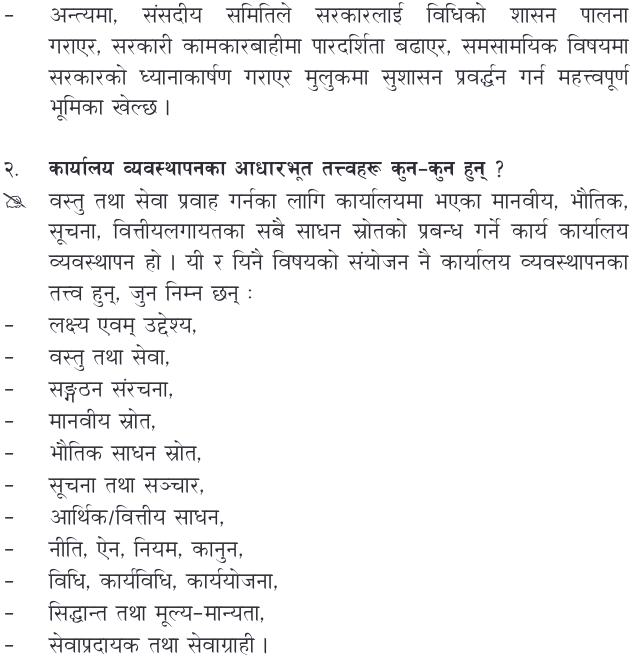 - अन्त्यमा, संसदीय समितिले सरकारलाई विधिको शासन पालना
गराएर, सरकारी कामकारबाहीमा पारदर्शिता बढाएर, समसामयिक विषयमा
सरकारको ध्यानाकार्षण गराएर मुलुकमा सुशासन प्रवर्द्धन गर्न महत्त्वपूर्ण
भूमिका खेल्छ ।
२. कार्यालय व्यवस्थापनका आधारभूत तत्त्वहरू कुन-कुन हुन् ?
वस्तु तथा सेवा प्रवाह गर्नका लागि कार्यालयमा भएका मानवीय, भौतिक,
सूचना, वित्तीयलगायतका सबै साधन स्रोतको प्रबन्ध गर्ने कार्य कार्यालय
व्यवस्थापन हो । यी र यिनै विषयको संयोजन नै कार्यालय व्यवस्थापनका
तत्त्व हुन्, जुन निम्न छन् :
- लक्ष्य एवम् उद्देश्य,
- वस्तु तथा सेवा,
- सङ्गठन संरचना,
- मानवीय स्रोत,
- भौतिक साधन स्रोत,
- सूचना तथा सञ्चार,
- आर्थिक/वित्तीय साधन,
- नीति, ऐन, नियम, कानुन,
- विधि, कार्यविधि, कार्ययोजना,
- सिद्धान्त तथा मूल्य-मान्यता,
- सेवाप्रदायक तथा सेवाग्राही ।